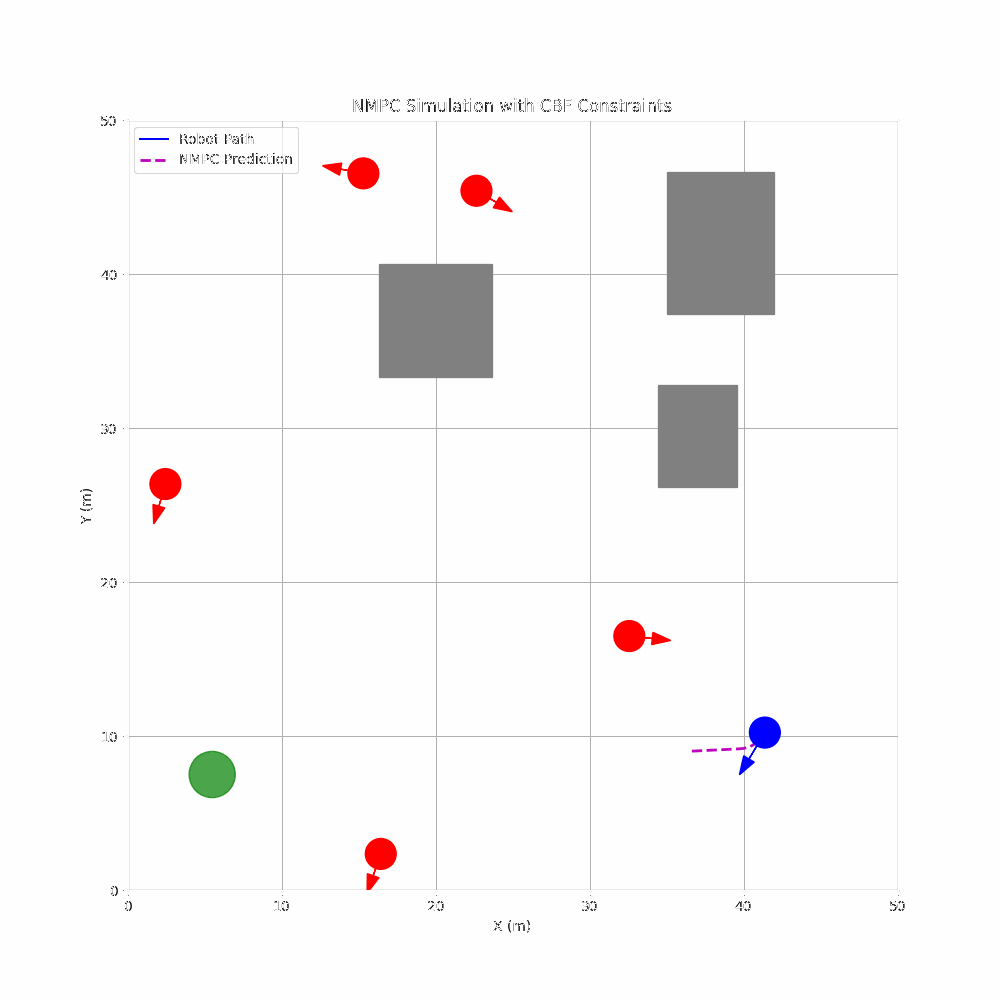 NMPC Simulation with CBF Constraints
Robot Path
NMPC Prediction
50
40
30
20
10
0
Y (m)
0 10 20 30 40 50
X (m)